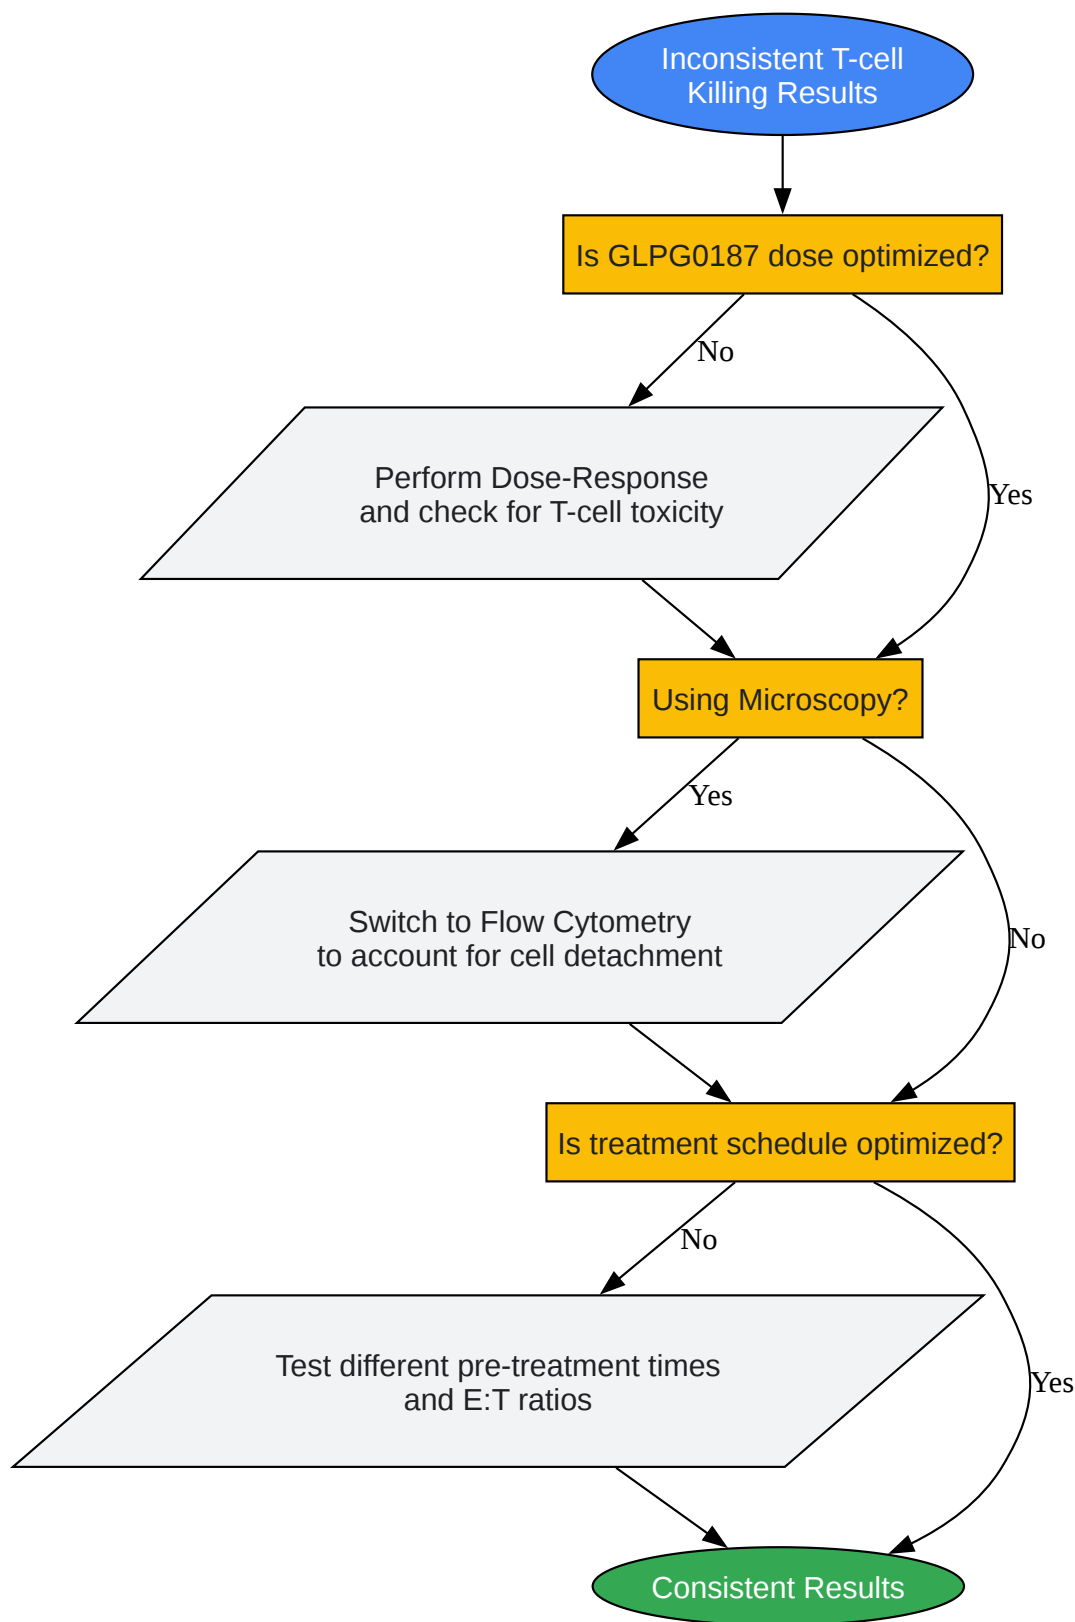 Inconsistent T-cell
Killing Results
Is GLPG0187 dose optimized?
No
Perform Dose-Response
and check for T-cell toxicity
Yes
Using Microscopy?
Yes
Switch to Flow Cytometry
to account for cell detachment
No
Is treatment schedule optimized?
No
Test different pre-treatment times
and E:T ratios
Yes
Consistent Results